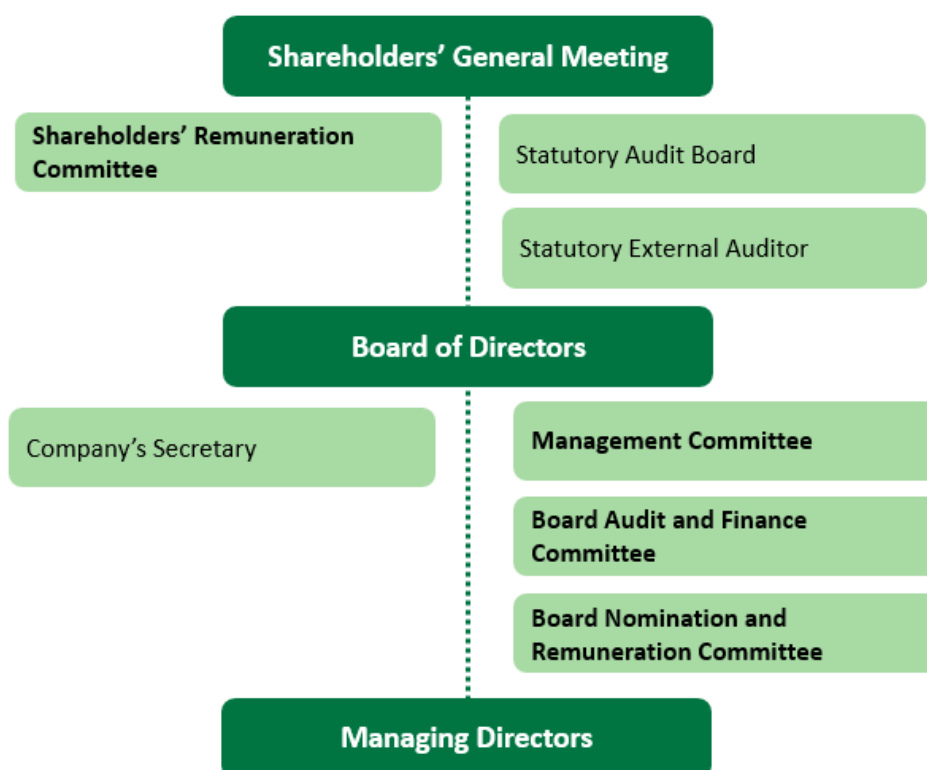 Shareholders’ General Meeting
Shareholders’ Remuneration
Committee
Statutory Audit Board
Statutory External Auditor
Board of Directors
Company’s Secretary
Management Committee
Board Audit and Finance
Committee
Board Nomination and
Remuneration Committee
Managing Directors